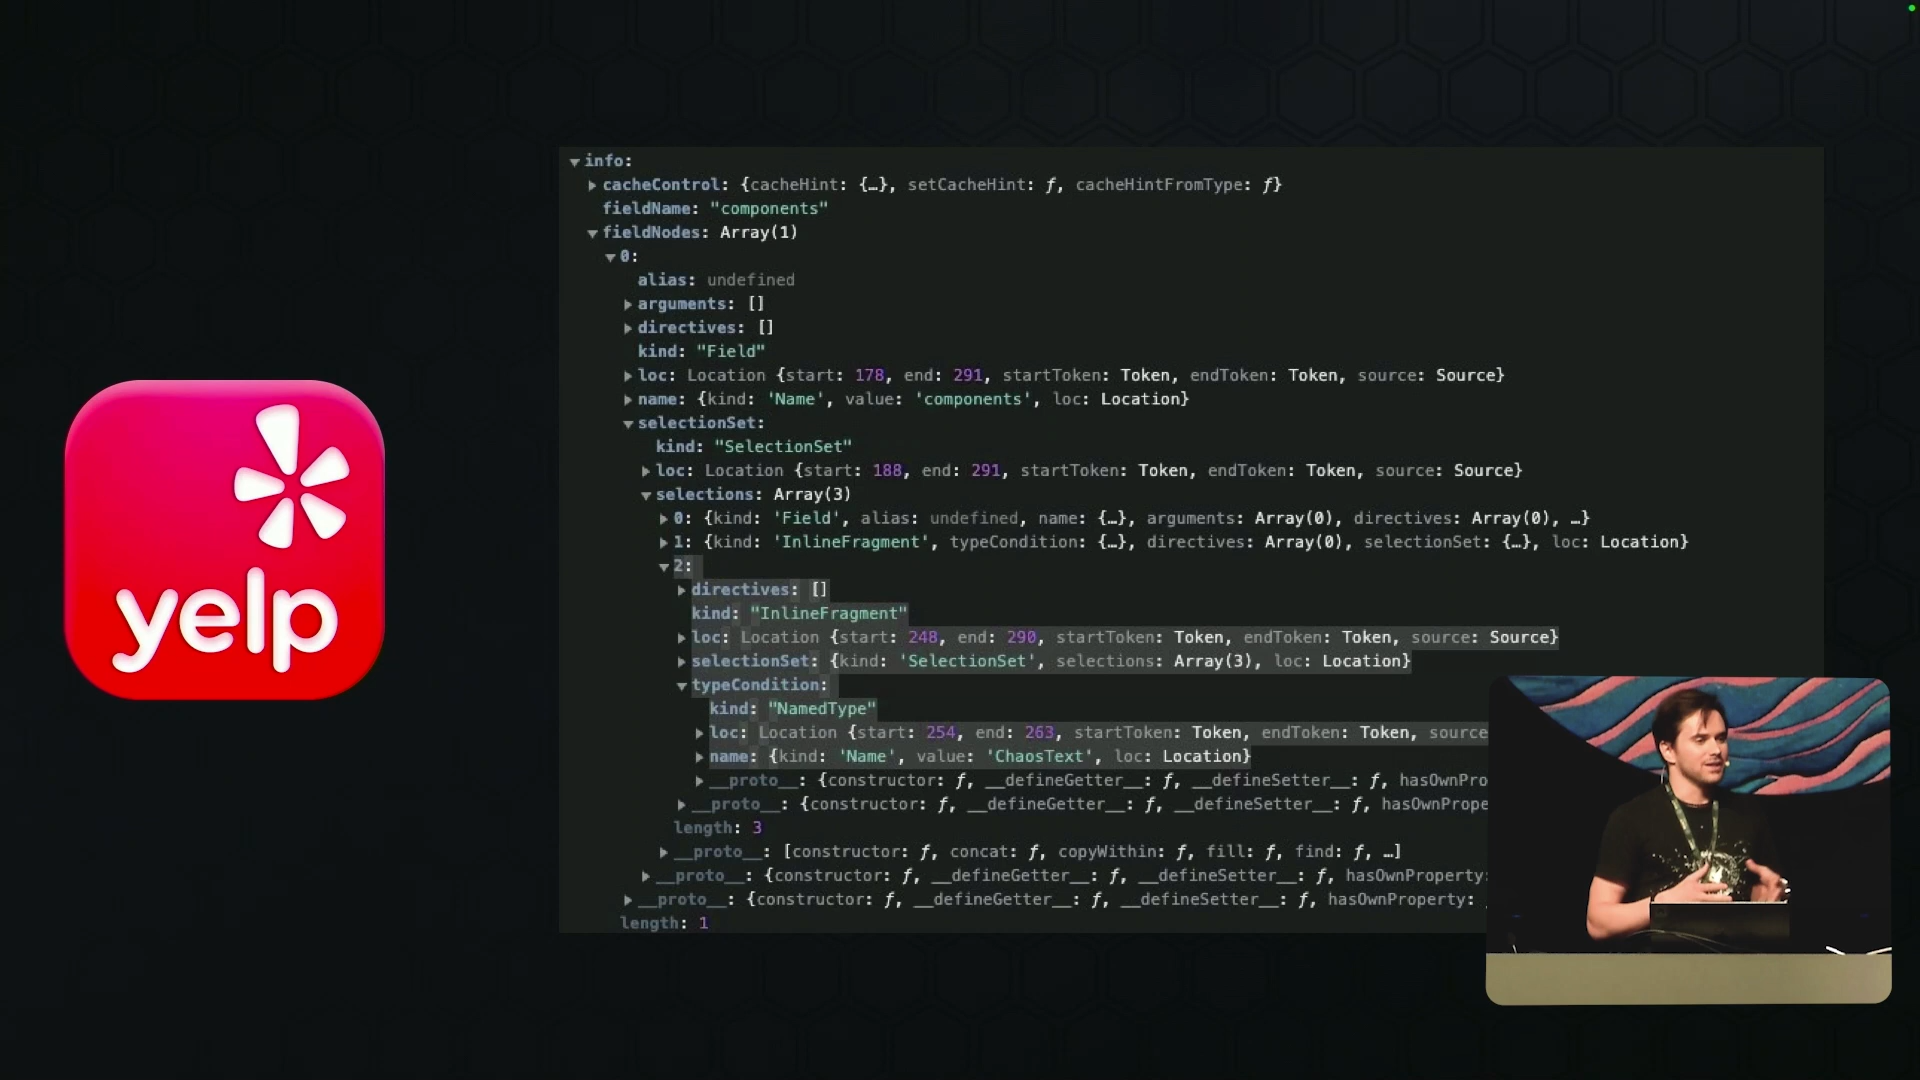 info:
cacheControl: {cacheHint: {…}, setCacheHint: ƒ, cacheHintFromType: ƒ}
fieldName: "components"
fieldNodes: Array(1)
0:
alias: undefined
arguments: []
directives: []
kind: "Field"
loc: Location {start: 178, end: 291, startToken: Token, endToken: Token, source: Source}
name: {kind: 'Name', value: 'components', loc: Location}
selectionSet:
kind: "SelectionSet"
loc: Location {start: 188, end: 291, startToken: Token, endToken: Token, source: Source}
selections: Array(3)
0: {kind: 'Field', alias: undefined, name: {…}, arguments: Array(0), directives: Array(0), …}
1: {kind: 'InlineFragment', typeCondition: {…}, directives: Array(0), selectionSet: {…}, loc: Location}
2:
directives: []
kind: "InlineFragment"
loc: Location {start: 248, end: 290, startToken: Token, endToken: Token, source: Source}
selectionSet: {kind: 'SelectionSet', selections: Array(3), loc: Location}
typeCondition:
kind: "NamedType"
loc: Location {start: 254, end: 263, startToken: Token, endToken: Token, source
name: {kind: 'Name', value: 'ChaosText', loc: Location}
__proto__: {constructor: ƒ, __defineGetter__: ƒ, __defineSetter__: ƒ, hasOwnPro
__proto__: {constructor: ƒ, __defineGetter__: ƒ, __defineSetter__: ƒ, hasOwnPrope
length: 3
__proto__: [constructor: ƒ, concat: ƒ, copyWithin: ƒ, fill: ƒ, find: ƒ, …]
__proto__: {constructor: ƒ, __defineGetter__: ƒ, __defineSetter__: ƒ, hasOwnProperty:
__proto__: {constructor: ƒ, __defineGetter__: ƒ, __defineSetter__: ƒ, hasOwnProperty:
length: 1
yelp